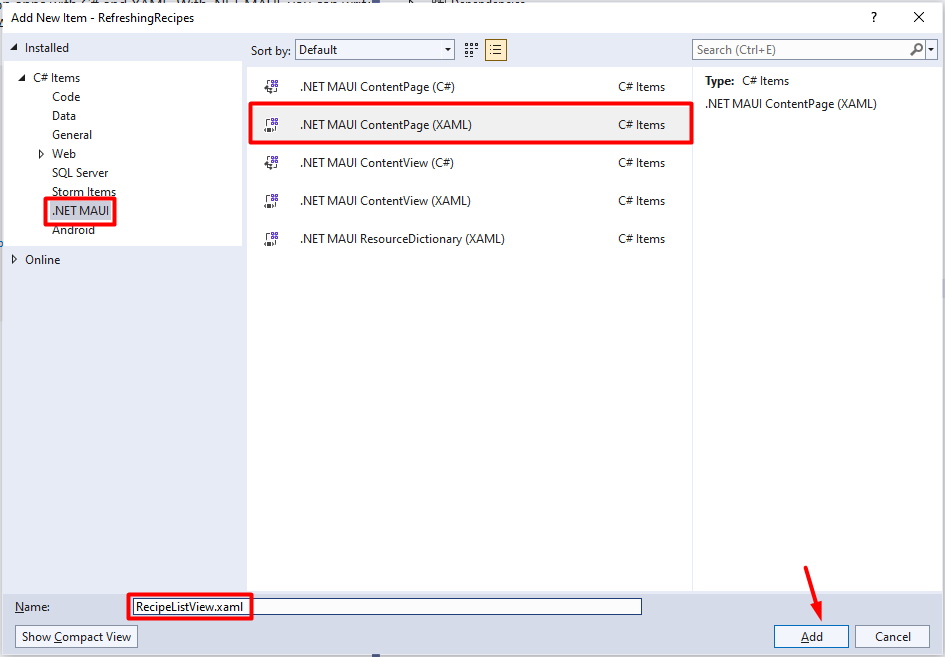 Add New Item - RefreshingRecipes
?
Installed
Sort by: Default
Search (Ctrl+E)
C# Items
Code
Data
General
Web
SQL Server
Storm Items
.NET MAUI
Android
Online
.NET MAUI ContentPage (C#) C# Items
.NET MAUI ContentPage (XAML) C# Items
.NET MAUI ContentView (C#) C# Items
.NET MAUI ContentView (XAML) C# Items
.NET MAUI ResourceDictionary (XAML) C# Items
Type: C# Items
.NET MAUI ContentPage (XAML)
Name: RecipeListView.xaml
Show Compact View
Add
Cancel